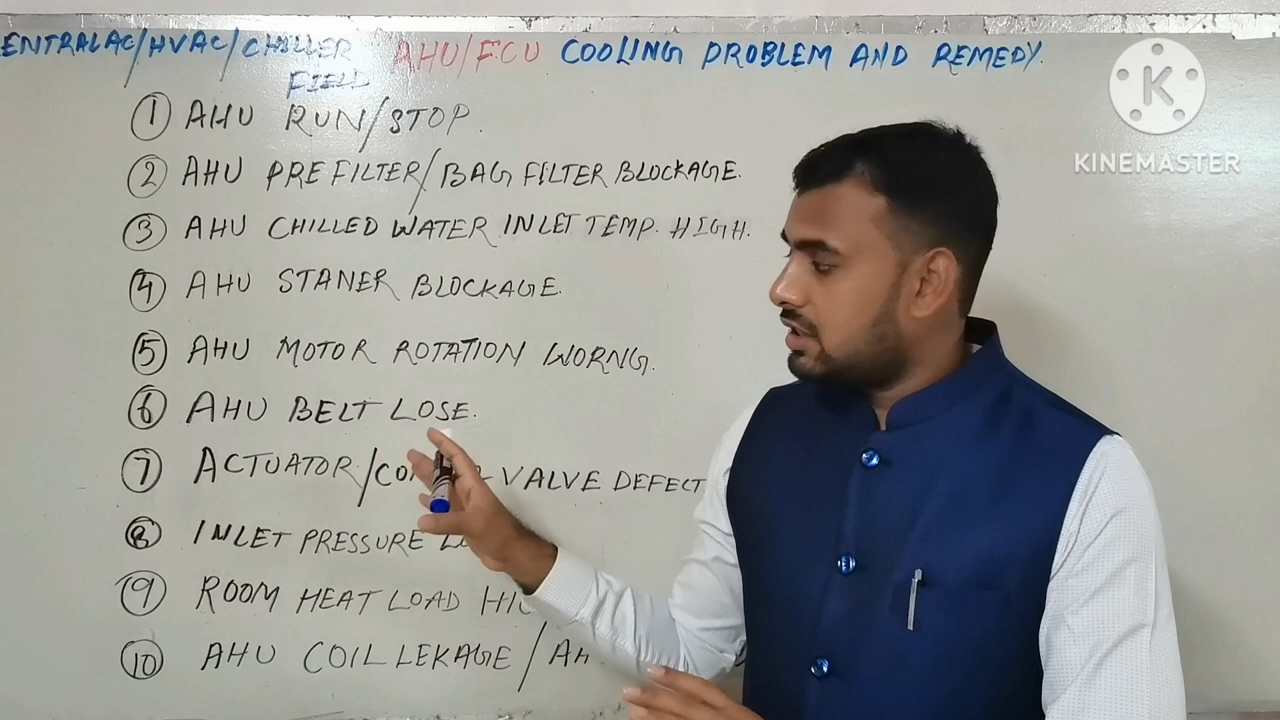 ENTRALAC/HVAC/CHILLER AHU/FCU COOLING PROBLEM AND REMEDY.
FIELD
① AHU RUN/STOP.
② AHU PREFILTER/BAG FILTER BLOCKAGE.
③ AHU CHILLED WATER INLET TEMP. HIGH.
④ AHU STANER BLOCKAGE.
⑤ AHU MOTOR ROTATION WORNG.
⑥ AHU BELT LOSE.
⑦ ACTUATOR/ VALVE DEFECT
⑧ INLET PRESSURE
⑨ ROOM HEAT LOAD
⑩ AHU COIL LEKAGE /
K
KINEMASTER